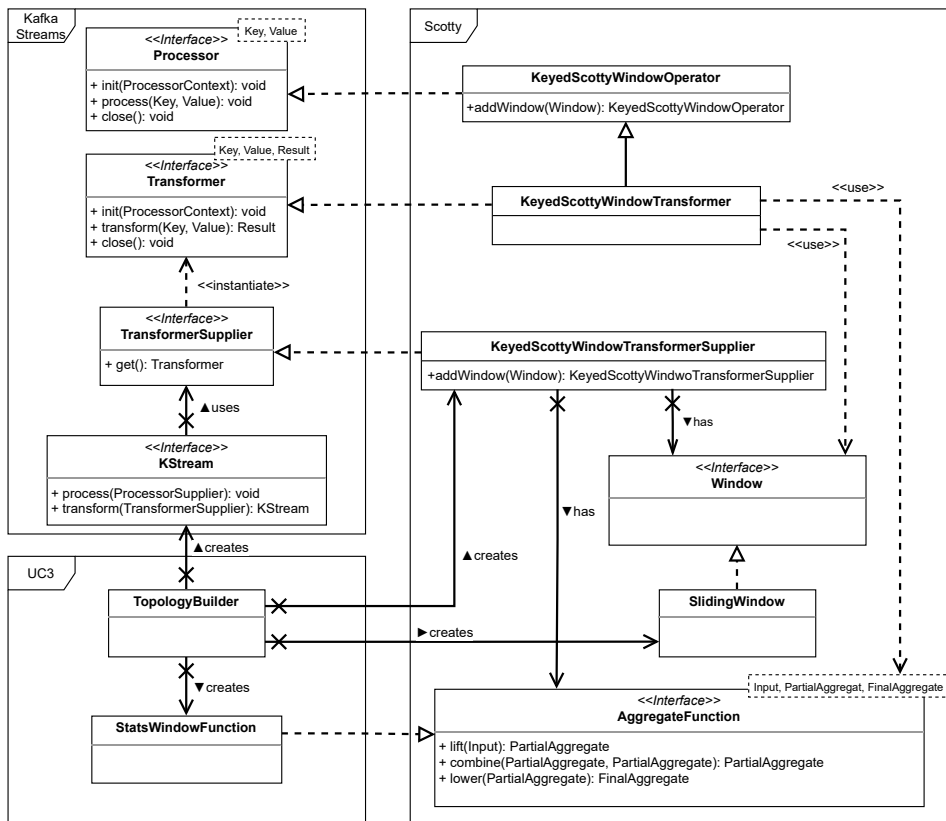 Kafka
Streams
Key, Value
<<Interface>>
Processor
+ init(ProcessorContext): void
+ process(Key, Value): void
+ close(): void
Key, Value, Result
<<Interface>>
Transformer
+ init(ProcessorContext): void
+ transform(Key, Value): Result
+ close(): void
<<instantiate>>
<<Interface>>
TransformerSupplier
+ get(): Transformer
▲uses
<<Interface>>
KStream
+ process(ProcessorSupplier): void
+ transform(TransformerSupplier): KStream
▲creates
UC3
TopologyBuilder
▼creates
StatsWindowFunction
Scotty
KeyedScottyWindowOperator
+addWindow(Window): KeyedScottyWindowOperator
KeyedScottyWindowTransformer
<<use>>
<<use>>
KeyedScottyWindowTransformerSupplier
+addWindow(Window): KeyedScottyWindwoTransformerSupplier
▼has
<<Interface>>
Window
▼has
▲creates
SlidingWindow
►creates
Input, PartialAggregat, FinalAggregate
<<Interface>>
AggregateFunction
+ lift(Input): PartialAggregate
+ combine(PartialAggregate, PartialAggregate): PartialAggregate
+ lower(PartialAggregate): FinalAggregate